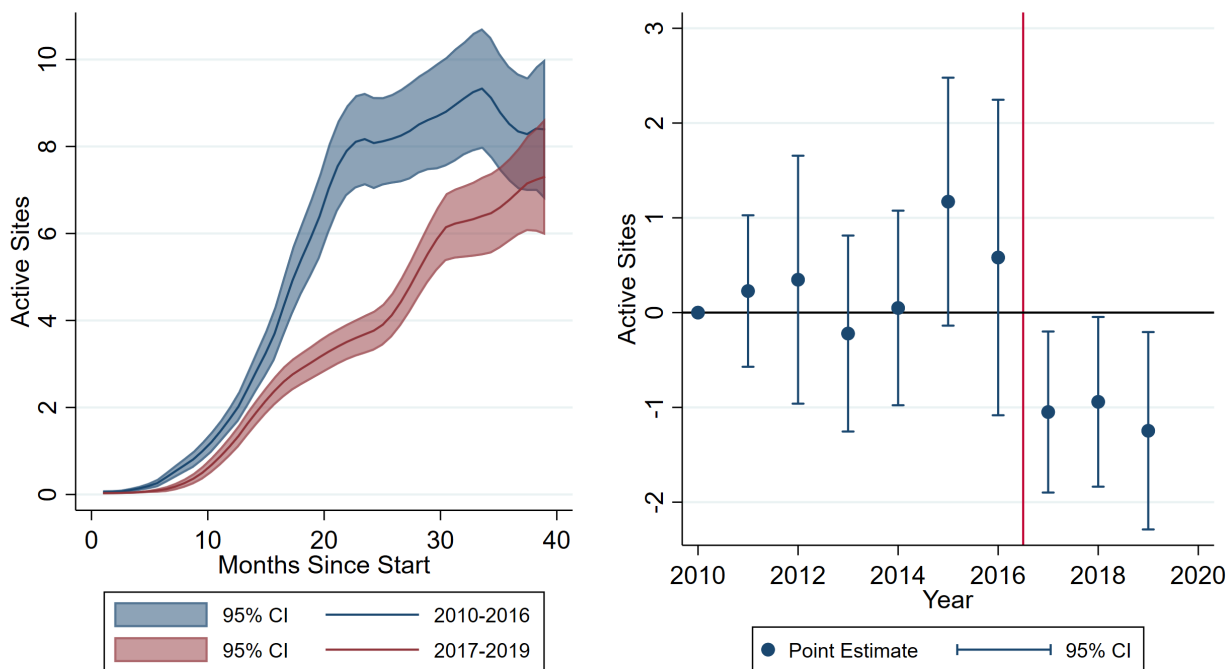 Active Sites
10
8
6
4
2
0
0 10 20 30 40
Months Since Start
95% CI 2010-2016
95% CI 2017-2019
Active Sites
3
2
1
0
-1
-2
2010 2012 2014 2016 2018 2020
Year
Point Estimate 95% CI